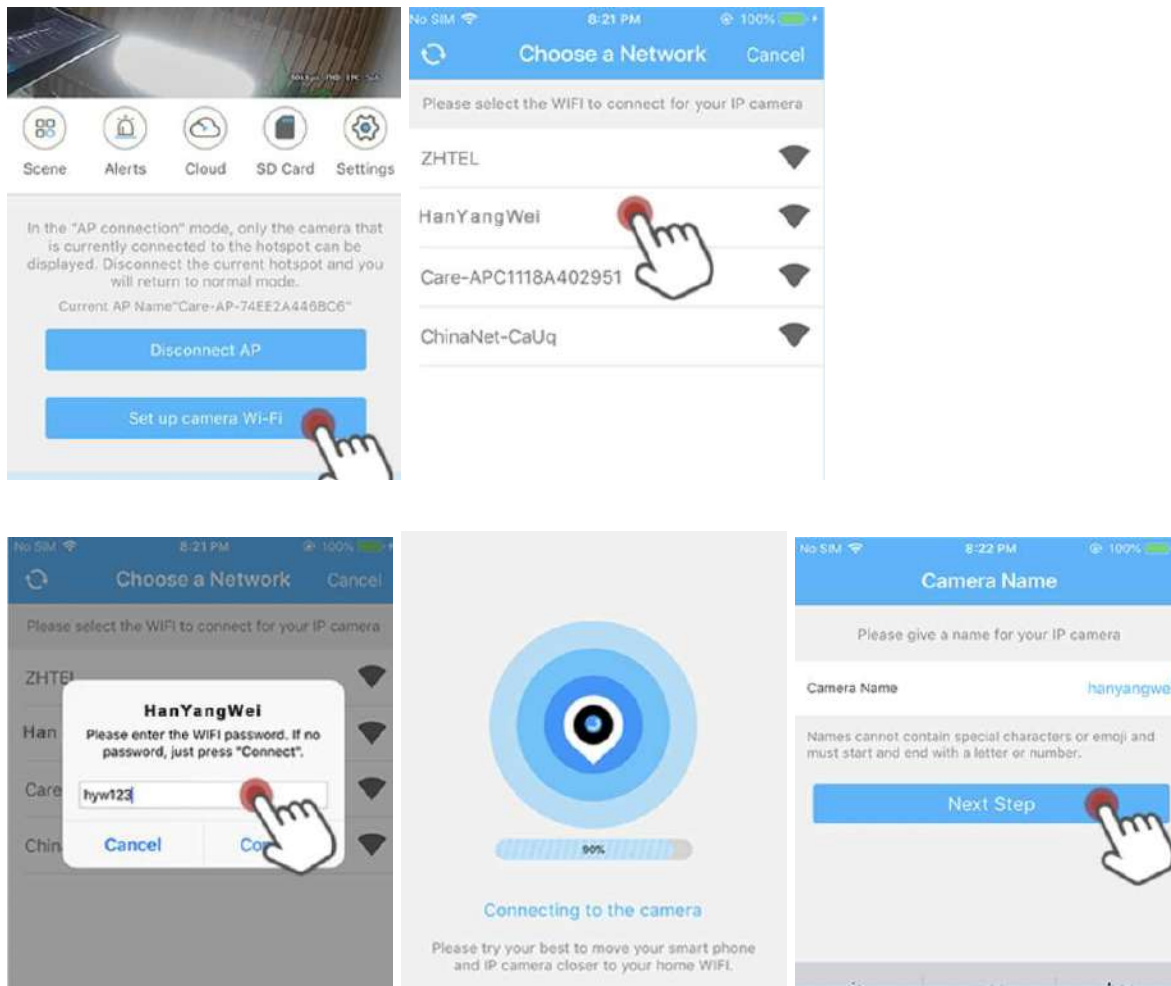 Scene Alerts Cloud SD Card Settings
In the "AP connection" mode, only the camera that
is currently connected to the hotspot can be
displayed. Disconnect the current hotspot and you
will return to normal mode.
Current AP Name"Care-AP-74EE2A446BC6"
Disconnect AP
Set up camera Wi-Fi
No SIM 8:21 PM 100%
Choose a Network Cancel
Please select the WIFI to connect for your IP camera
ZHTEL
HanYangWei
Care-APC1118A402951
ChinaNet-CaUq
No SIM 8:21 PM 100%
Choose a Network Cancel
Please select the WIFI to connect for your IP camera
ZHTEL
HanYangWei
Han
Please enter the WIFI password. If no
password, just press "Connect".
Care
hyw123
Chin
Cancel Co
90%
Connecting to the camera
Please try your best to move your smart phone
and IP camera closer to your home WIFI.
No SIM 8:22 PM 100%
Camera Name
Please give a name for your IP camera
Camera Name hanyangwe
Names cannot contain special characters or emoji and
must start and end with a letter or number.
Next Step